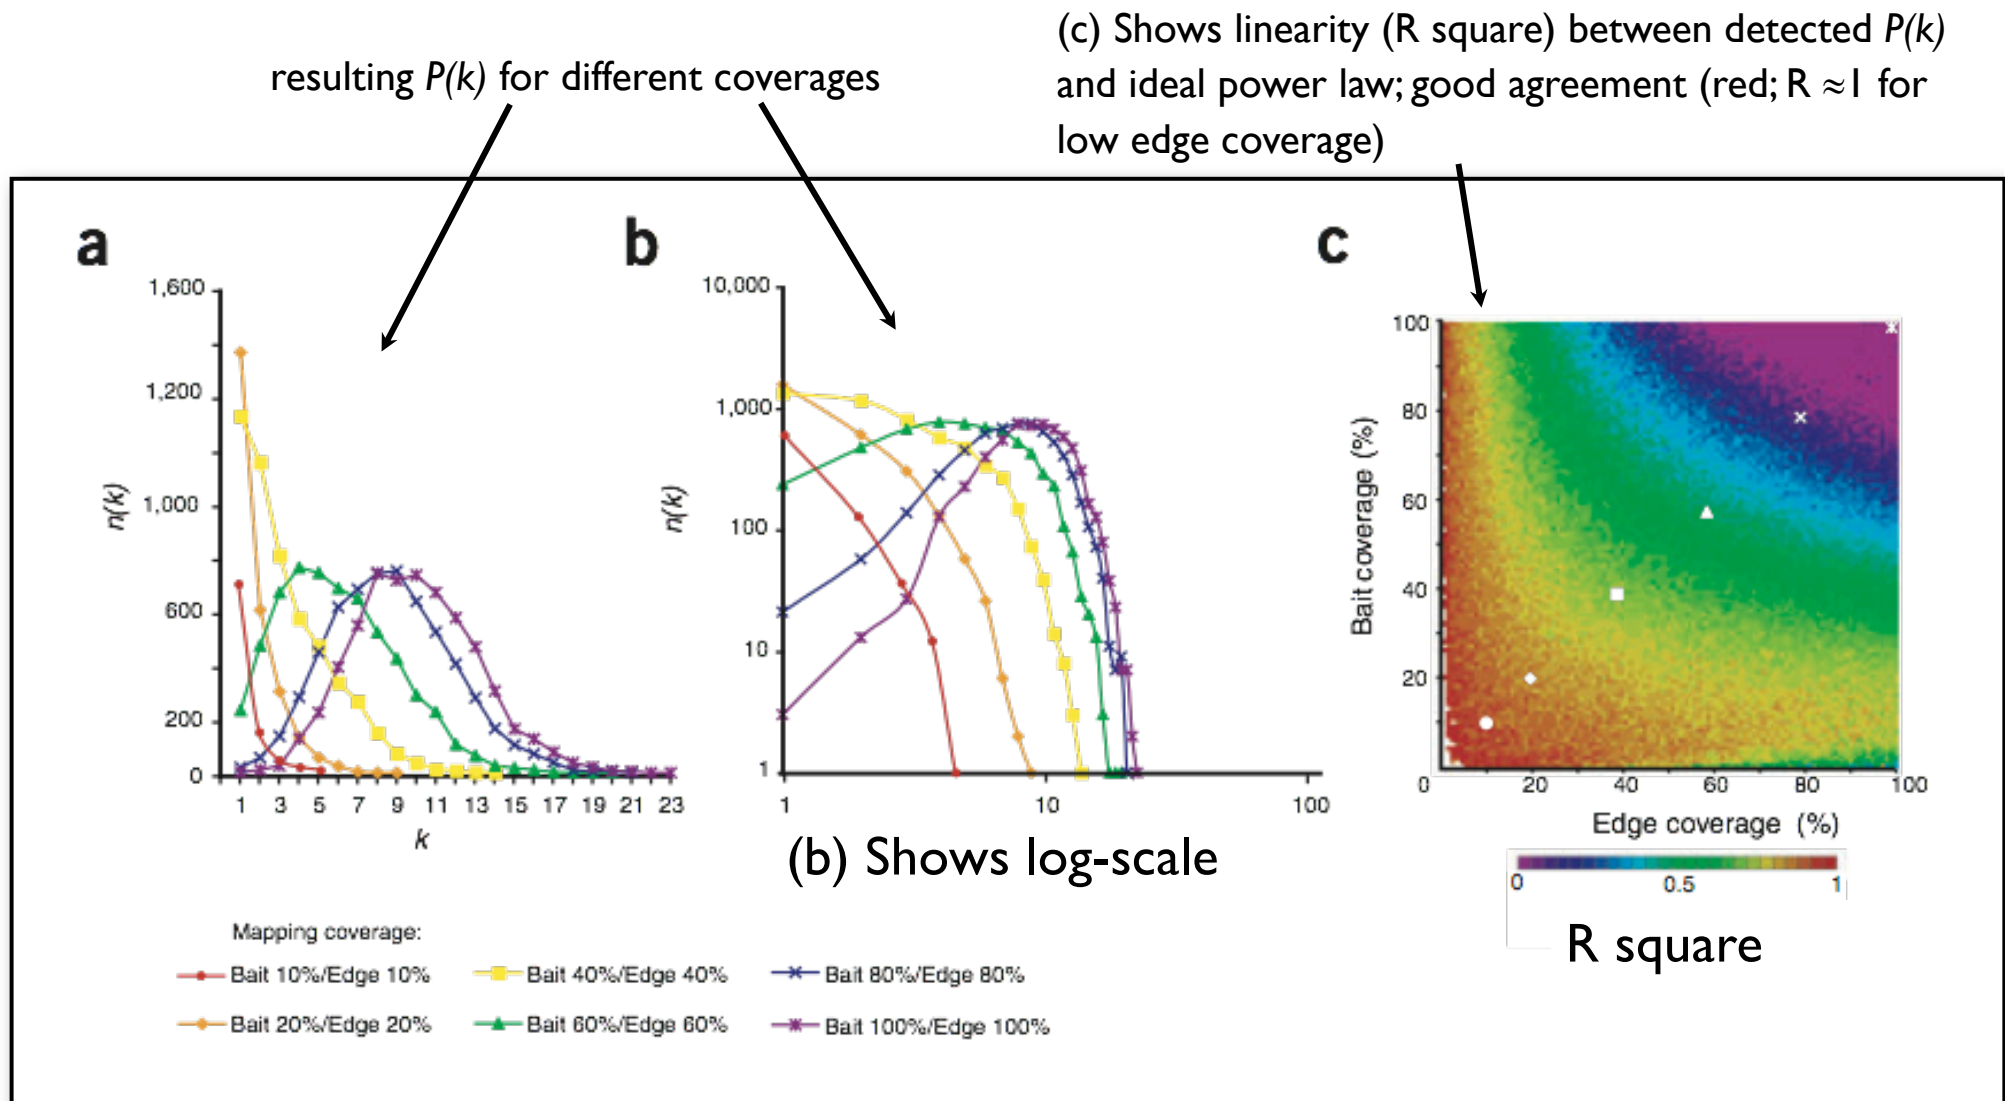 resulting P(k) for different coverages
(c) Shows linearity (R square) between detected P(k)
and ideal power law; good agreement (red; R ≈1 for
low edge coverage)
a
1,600
1,200
1,000
600
200
0
n(k)
1 3 5 7 9 11 13 15 17 19 21 23
k
b
10,000
1,000
100
10
1
n(k)
1 10 100
(b) Shows log-scale
c
100
80
60
40
20
Bait coverage (%)
0 20 40 60 80 100
Edge coverage (%)
0 0.5 1
R square
Mapping coverage:
Bait 10%/Edge 10% Bait 40%/Edge 40% Bait 80%/Edge 80%
Bait 20%/Edge 20% Bait 60%/Edge 60% Bait 100%/Edge 100%